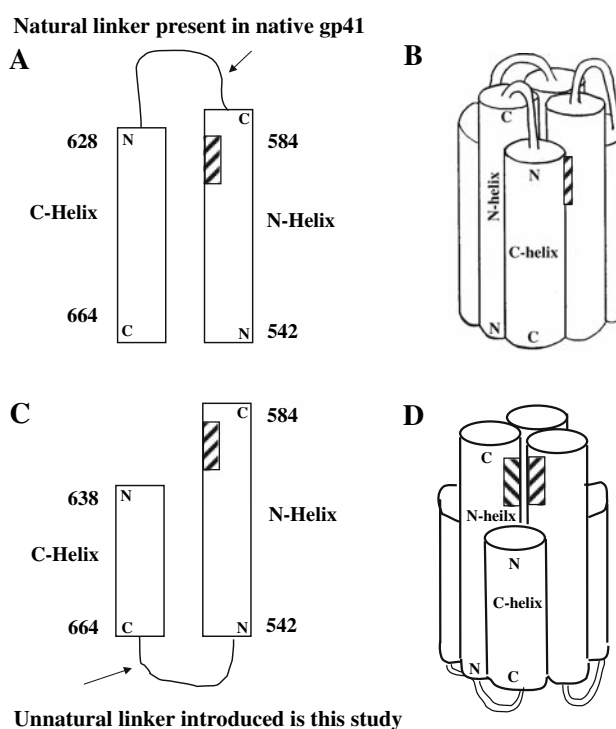 Natural linker present in native gp41
A
B
628
N
C
584
C-Helix
N-Helix
664
C
N
542
C
N
N-helix
C-helix
N
C
C
D
C
584
638
N
N-Helix
C-Helix
664
C
N
542
C
N-heilx
N
C-helix
N
C
Unnatural linker introduced is this study